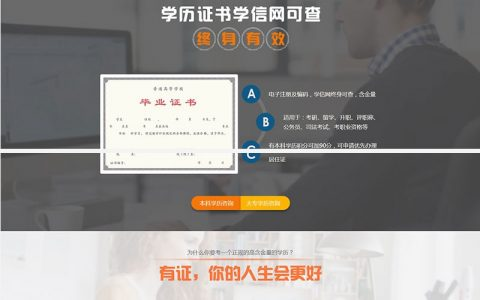 学历证书学信网可查
终身有效
普通高等学校
毕业证书
A
电子注册及编码，学信网终身可查，含金量
B
适用于：考研、留学、升职、评职称、
公务员、司法考试、考职业资格等
C
有本科学历积分可加90分，可申请优先办理
居住证
本科学历咨询
大专学历咨询
为什么你要考一个正规的高含金量的学历？
有证，你的人生会更好